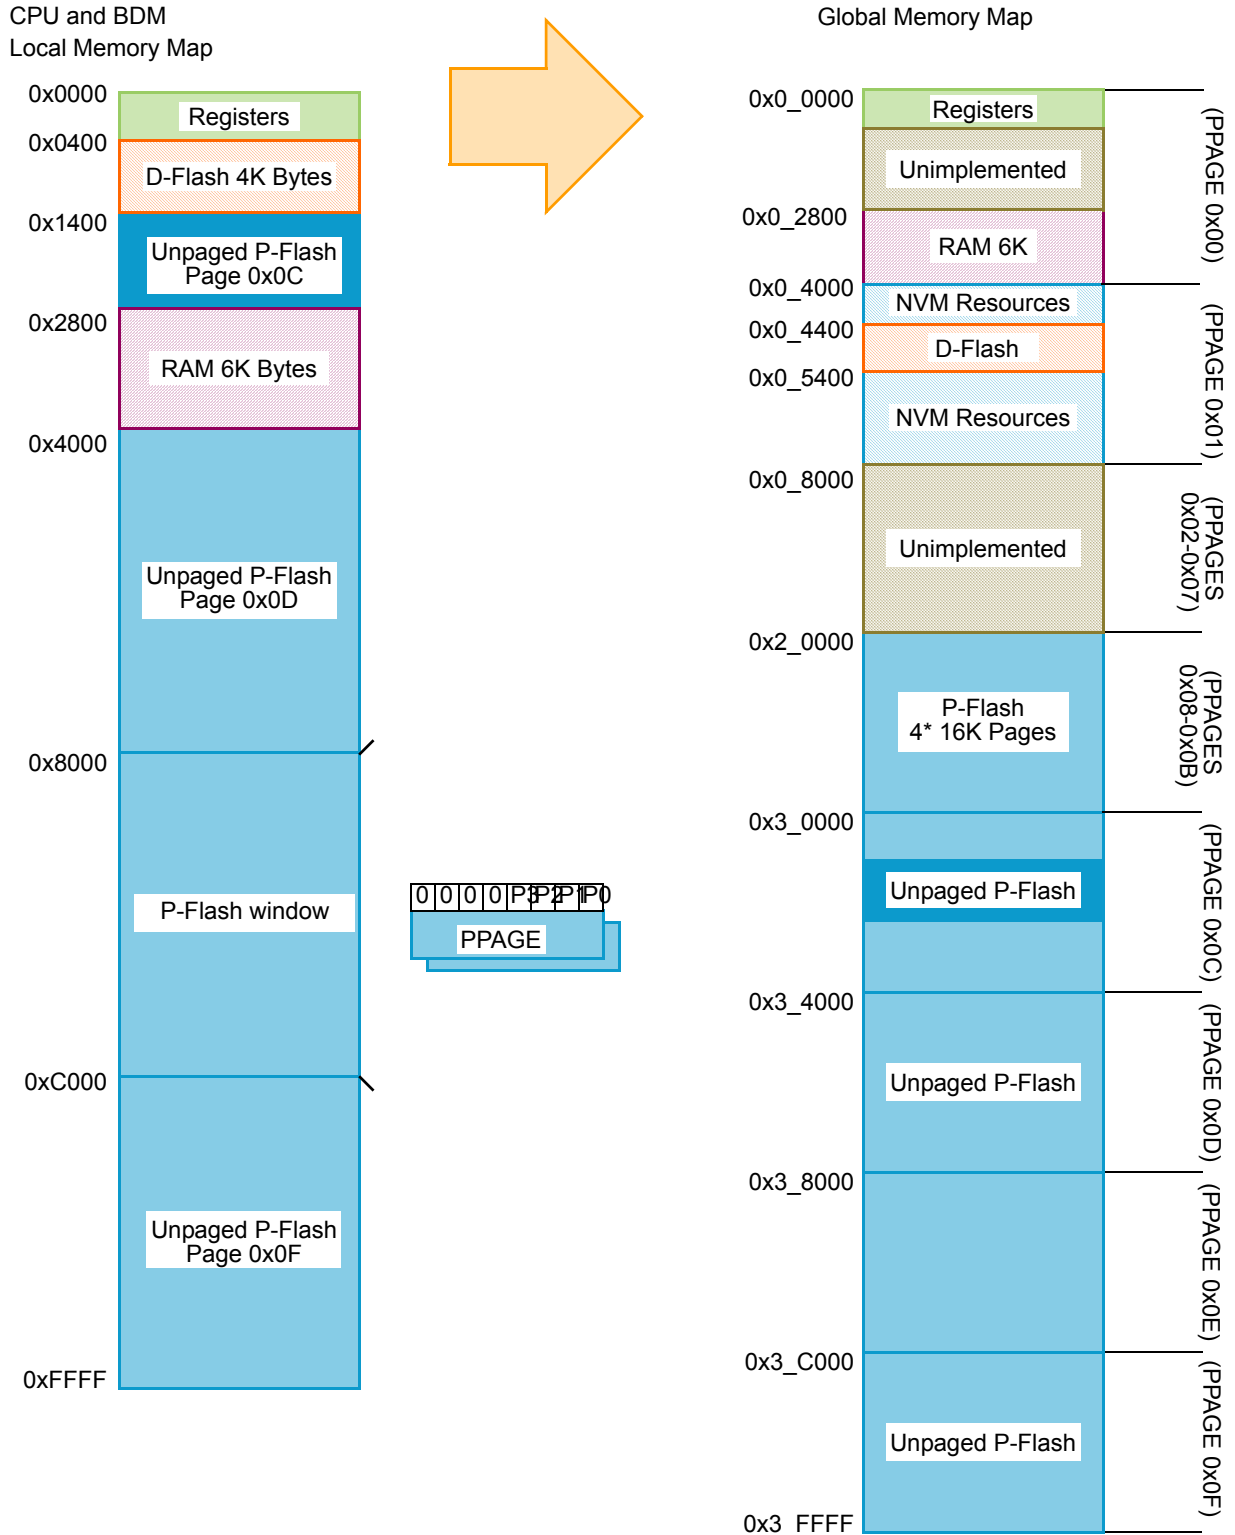 CPU and BDM
Local Memory Map
0x0000
Registers
0x0400
D-Flash 4K Bytes
0x1400
Unpaged P-Flash
Page 0x0C
0x2800
RAM 6K Bytes
0x4000
Unpaged P-Flash
Page 0x0D
0x8000
P-Flash window
0xC000
Unpaged P-Flash
Page 0x0F
0xFFFF
0 0 0 0 P3 P2 P1 P0
PPAGE
Global Memory Map
0x0_0000
Registers
Unimplemented
(PPAGE 0x00)
0x0_2800
RAM 6K
0x0_4000
NVM Resources
0x0_4400
D-Flash
(PPAGE 0x01)
0x0_5400
NVM Resources
0x0_8000
Unimplemented
(PPAGES
0x02-0x07)
0x2_0000
P-Flash
4* 16K Pages
(PPAGES
0x08-0x0B)
0x3_0000
Unpaged P-Flash
(PPAGE 0x0C)
0x3_4000
Unpaged P-Flash
(PPAGE 0x0D)
0x3_8000
(PPAGE 0x0E)
0x3_C000
Unpaged P-Flash
(PPAGE 0x0F)
0x3_FFFF